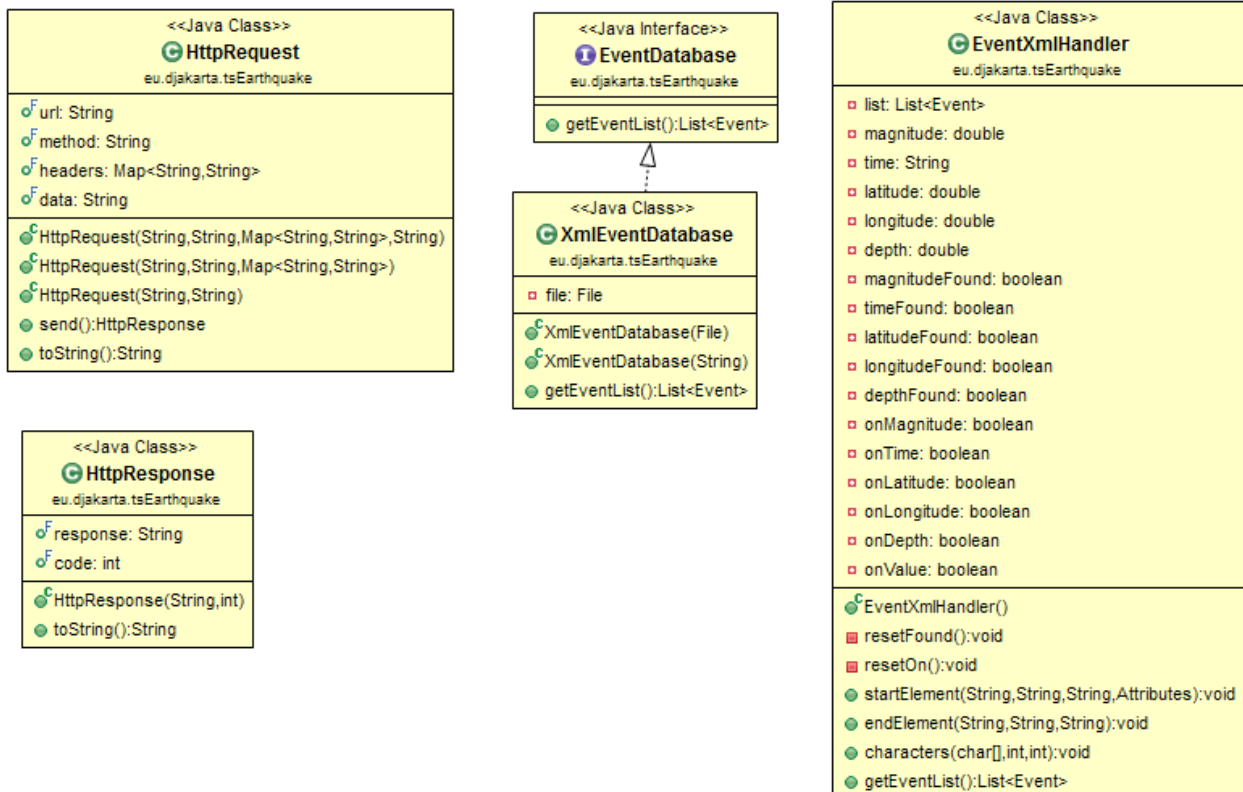 <<Java Class>>
HttpRequest
eu.djakarta.tsEarthquake
url: String
method: String
headers: Map<String,String>
data: String
HttpRequest(String,String,Map<String,String>,String)
HttpRequest(String,String,Map<String,String>)
HttpRequest(String,String)
send():HttpResponse
toString():String
<<Java Class>>
HttpResponse
eu.djakarta.tsEarthquake
response: String
code: int
HttpResponse(String,int)
toString():String
<<Java Interface>>
EventDatabase
eu.djakarta.tsEarthquake
getEventList():List<Event>
<<Java Class>>
XmlEventDatabase
eu.djakarta.tsEarthquake
file: File
XmlEventDatabase(File)
XmlEventDatabase(String)
getEventList():List<Event>
<<Java Class>>
EventXmlHandler
eu.djakarta.tsEarthquake
list: List<Event>
magnitude: double
time: String
latitude: double
longitude: double
depth: double
magnitudeFound: boolean
timeFound: boolean
latitudeFound: boolean
longitudeFound: boolean
depthFound: boolean
onMagnitude: boolean
onTime: boolean
onLatitude: boolean
onLongitude: boolean
onDepth: boolean
onValue: boolean
EventXmlHandler()
resetFound():void
resetOn():void
startElement(String,String,String,Attributes):void
endElement(String,String,String):void
characters(char[],int,int):void
getEventList():List<Event>